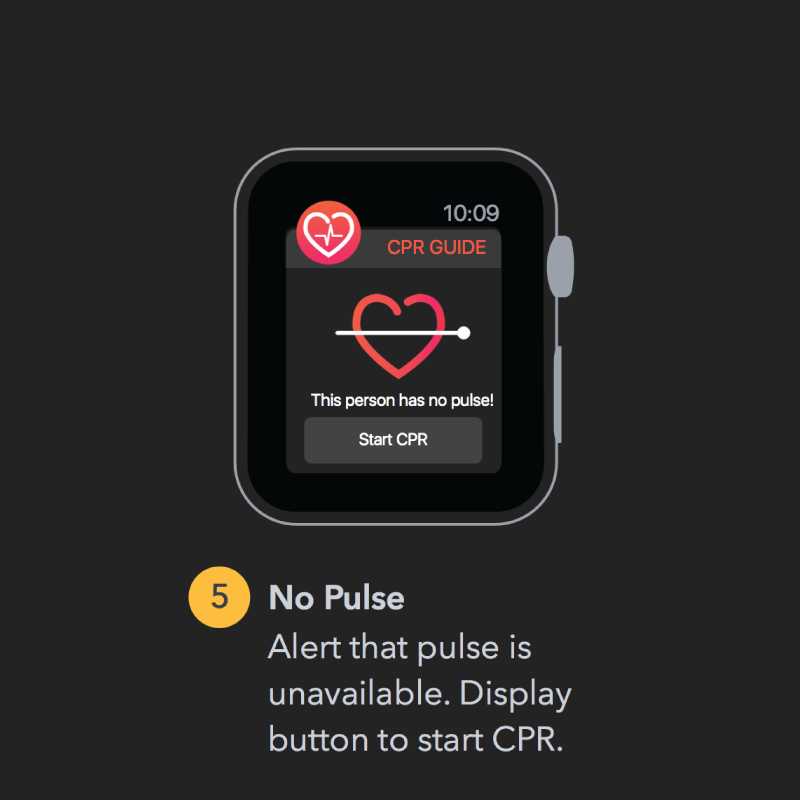 10:09
CPR GUIDE
This person has no pulse!
Start CPR
5
No Pulse
Alert that pulse is
unavailable. Display
button to start CPR.